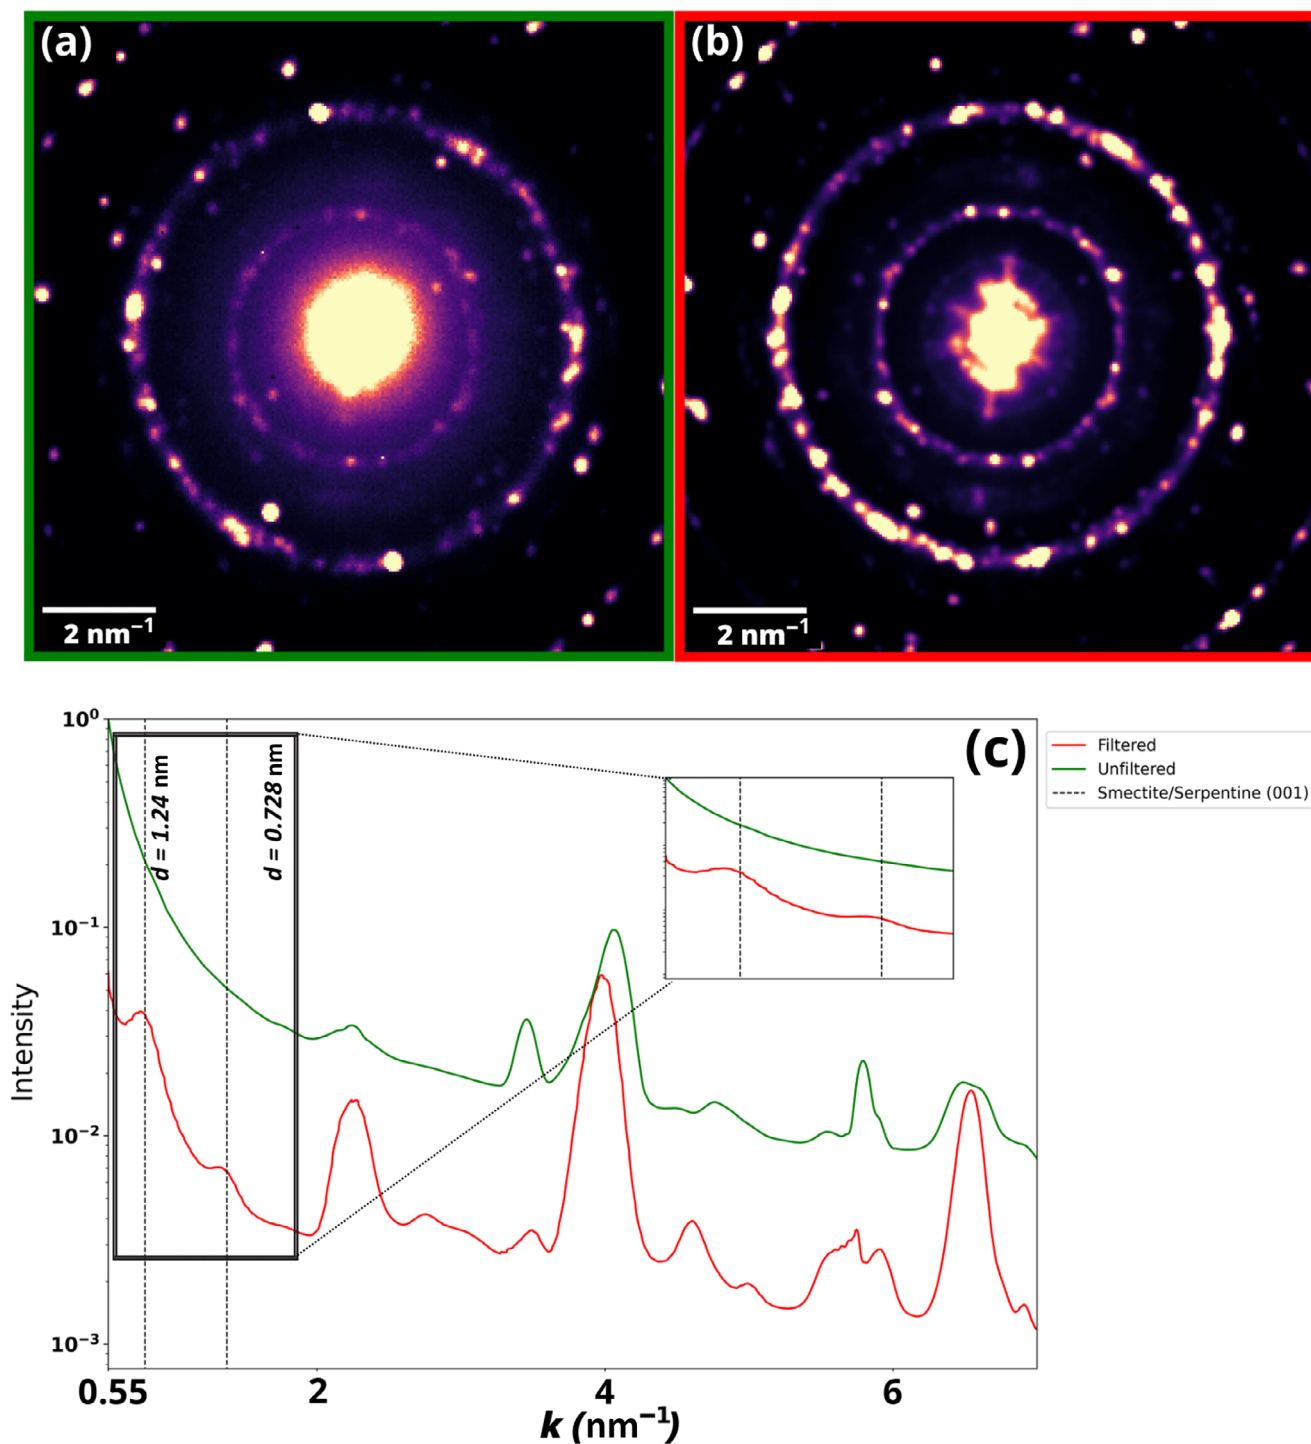 (a)
(b)
2 nm⁻¹
2 nm⁻¹
(c)
10⁰
10⁻¹
10⁻²
10⁻³
Intensity
d = 1.24 nm
d = 0.728 nm
Filtered
Unfiltered
Smectite/Serpentine (001)
0.55
2
4
6
k (nm⁻¹)